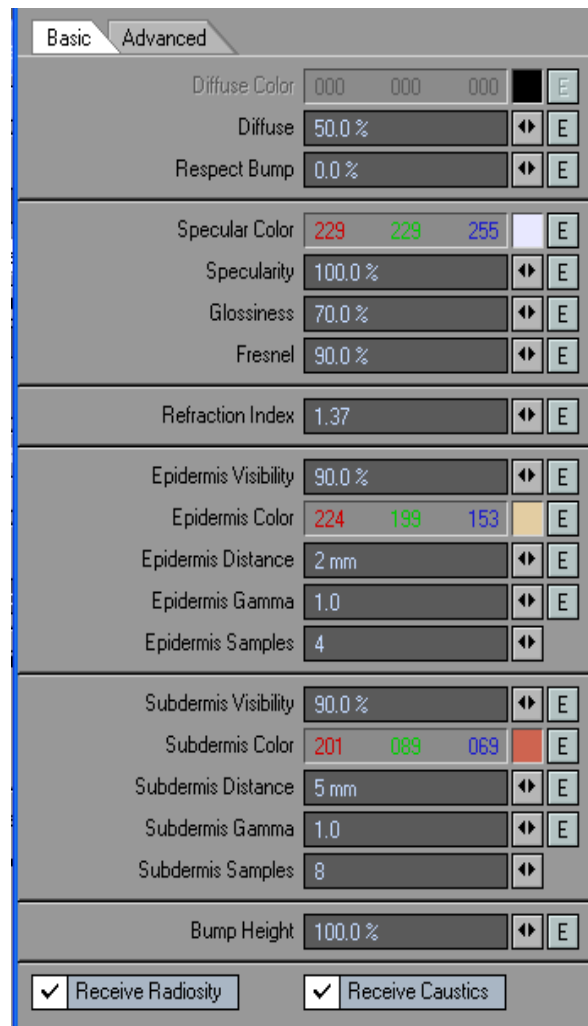 Basic Advanced
Diffuse Color 000 000 000 E
Diffuse 50.0 % E
Respect Bump 0.0 % E
Specular Color 229 229 255 E
Specularity 100.0 % E
Glossiness 70.0 % E
Fresnel 90.0 % E
Refraction Index 1.37 E
Epidermis Visibility 90.0 % E
Epidermis Color 224 199 153 E
Epidermis Distance 2 mm E
Epidermis Gamma 1.0 E
Epidermis Samples 4
Subdermis Visibility 90.0 % E
Subdermis Color 201 089 069 E
Subdermis Distance 5 mm E
Subdermis Gamma 1.0 E
Subdermis Samples 8
Bump Height 100.0 % E
Receive Radiosity Receive Caustics